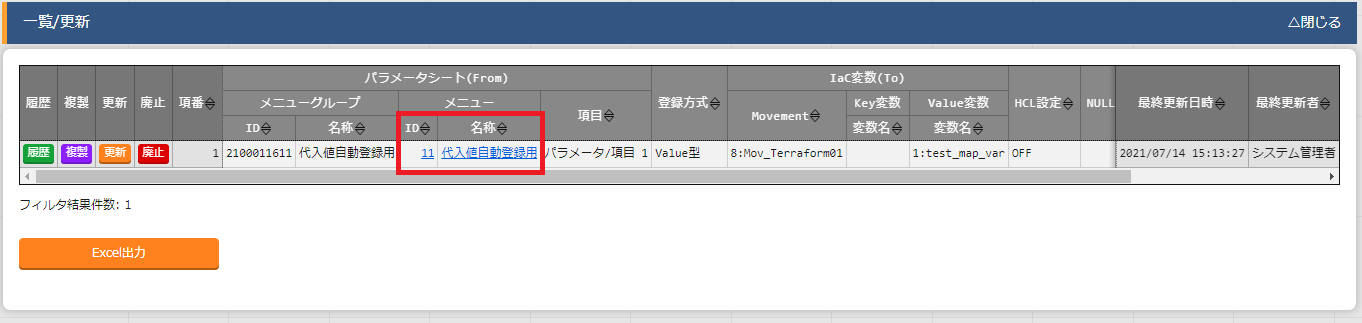 一覧/更新 △閉じる
パラメータシート(From) IaC変数(To)
履歴 複製 更新 廃止 項番 メニューグループ メニュー 項目 登録方式 Movement Key変数 Value変数 HCL設定 NULL 最終更新日時 最終更新者
ID 名称 ID 名称 変数名 変数名
履歴 複製 更新 廃止 1 2100011611 代入値自動登録用 11 代入値自動登録用 パラメータ/項目 1 Value型 8:Mov_Terraform01 1:test_map_var OFF 2021/07/14 15:13:27 システム管理者
フィルタ結果件数: 1
Excel出力